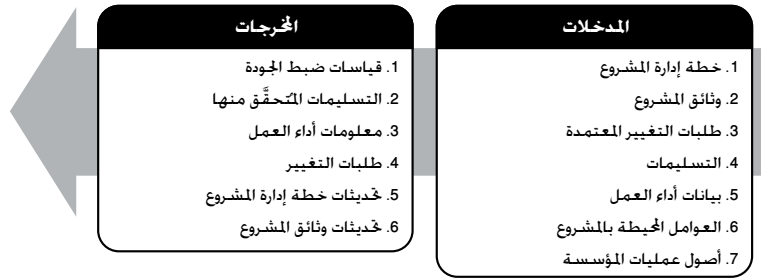 المدخلات
1. خطة إدارة المشروع
2. وثائق المشروع
3. طلبات التغيير المعتمدة
4. التسليمات
5. بيانات أداء العمل
6. العوامل المحيطة بالمشروع
7. أصول عمليات المؤسسة
المخرجات
1. قياسات ضبط الجودة
2. التسليمات المتحقَّق منها
3. معلومات أداء العمل
4. طلبات التغيير
5. تحديثات خطة إدارة المشروع
6. تحديثات وثائق المشروع